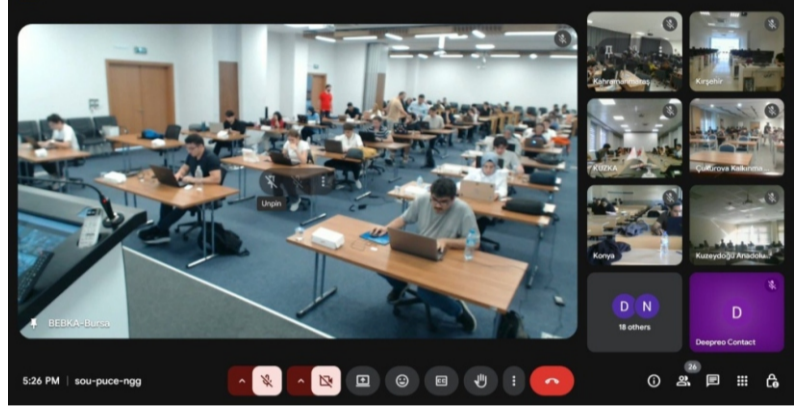 Kahramanmaraş
Kırşehir
KUZKA
Çukurova Kalkınma
Unpin
Konya
Kuzeydoğu Anadolu
BEBKA-Bursa
D N
18 others
D
Deepreo Contact
5:26 PM | sou-puce-ngg
CC
26